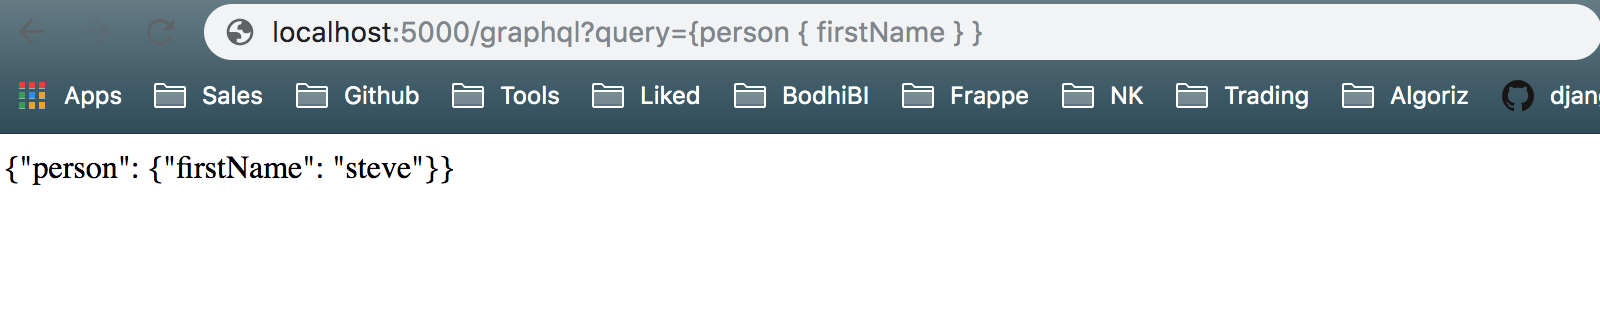 localhost:5000/graphql?query={person { firstName } }
Apps Sales Github Tools Liked BodhiBI Frappe NK Trading Algoriz djan
{"person": {"firstName": "steve"}}